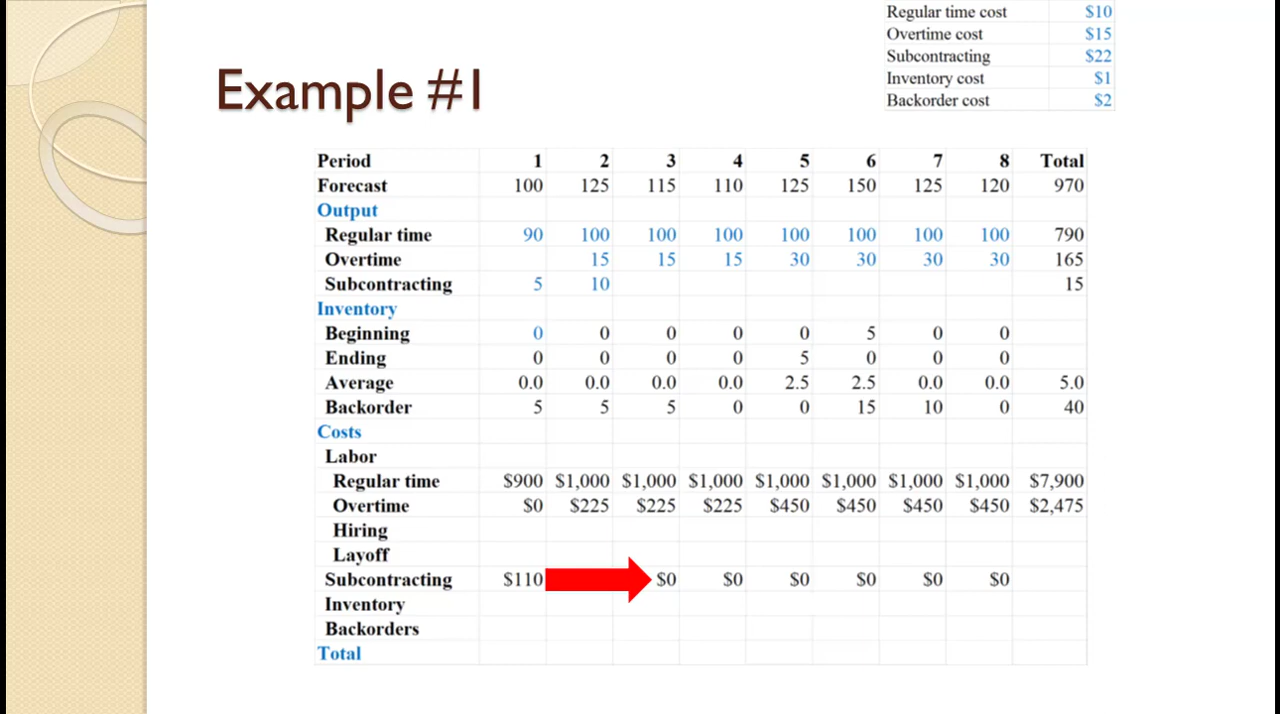 Regular time cost $10
Overtime cost $15
Subcontracting $22
Inventory cost $1
Backorder cost $2
Example #1
Period 1 2 3 4 5 6 7 8 Total
Forecast 100 125 115 110 125 150 125 120 970
Output
Regular time 90 100 100 100 100 100 100 100 790
Overtime 15 15 15 30 30 30 30 165
Subcontracting 5 10 15
Inventory
Beginning 0 0 0 0 0 5 0 0
Ending 0 0 0 0 5 0 0 0
Average 0.0 0.0 0.0 0.0 2.5 2.5 0.0 0.0 5.0
Backorder 5 5 5 0 0 15 10 0 40
Costs
Labor
Regular time $900 $1,000 $1,000 $1,000 $1,000 $1,000 $1,000 $1,000 $7,900
Overtime $0 $225 $225 $225 $450 $450 $450 $450 $2,475
Hiring
Layoff
Subcontracting $110 $0 $0 $0 $0 $0 $0
Inventory
Backorders
Total